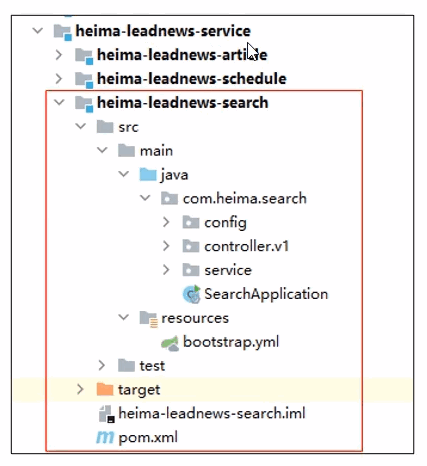 heima-leadnews-service
heima-leadnews-article
heima-leadnews-schedule
heima-leadnews-search
src
main
java
com.heima.search
config
controller.v1
service
SearchApplication
resources
bootstrap.yml
test
target
heima-leadnews-search.iml
pom.xml